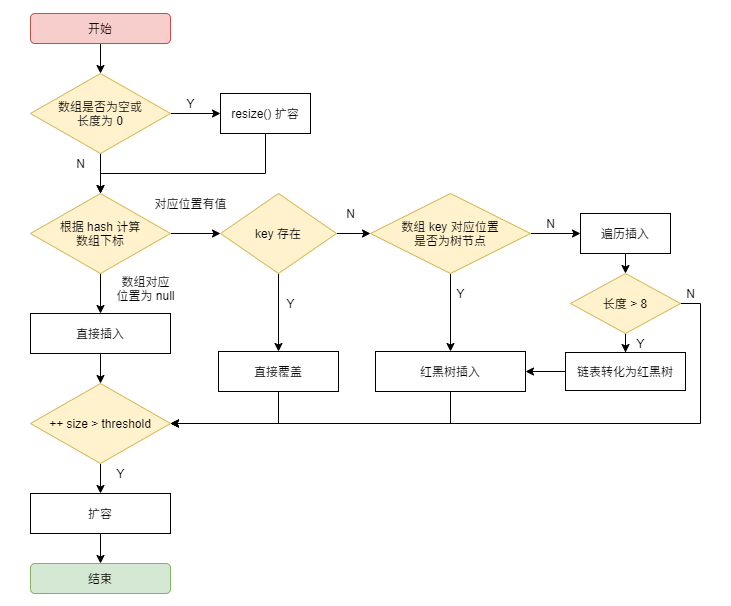 开始
数组是否为空或
长度为 0
Y
resize() 扩容
N
根据 hash 计算
数组下标
对应位置有值
key 存在
N
数组 key 对应位置
是否为树节点
N
遍历插入
数组对应
位置为 null
Y
Y
长度 > 8
N
Y
直接插入
直接覆盖
红黑树插入
链表转化为红黑树
++ size > threshold
Y
扩容
结束